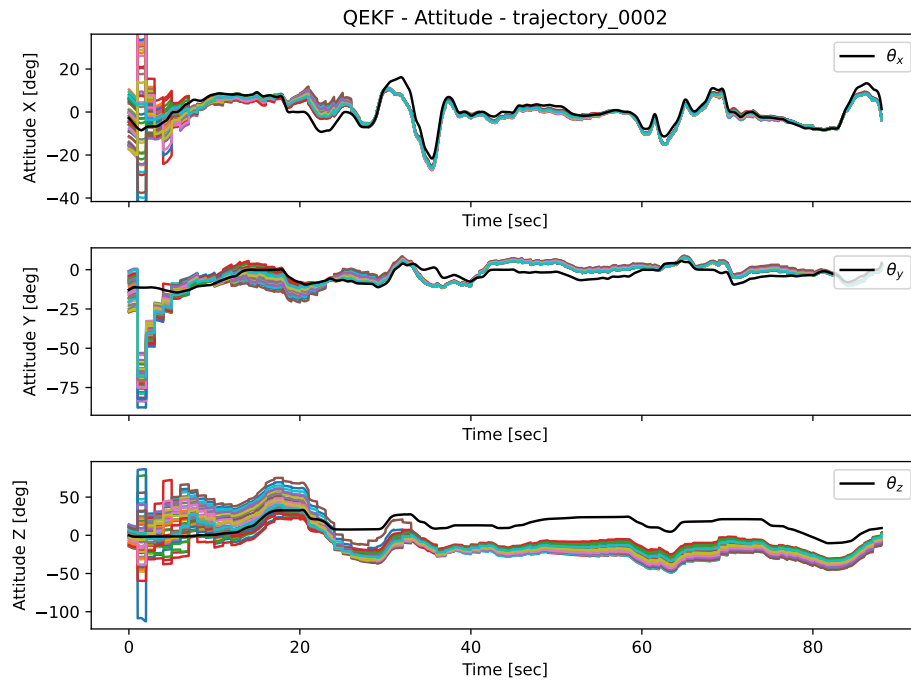 QEKF - Attitude - trajectory_0002
Attitude X [deg]
20
0
−20
−40
θx
Time [sec]
Attitude Y [deg]
0
−25
−50
−75
θy
Time [sec]
Attitude Z [deg]
50
0
−50
−100
θz
0 20 40 60 80
Time [sec]